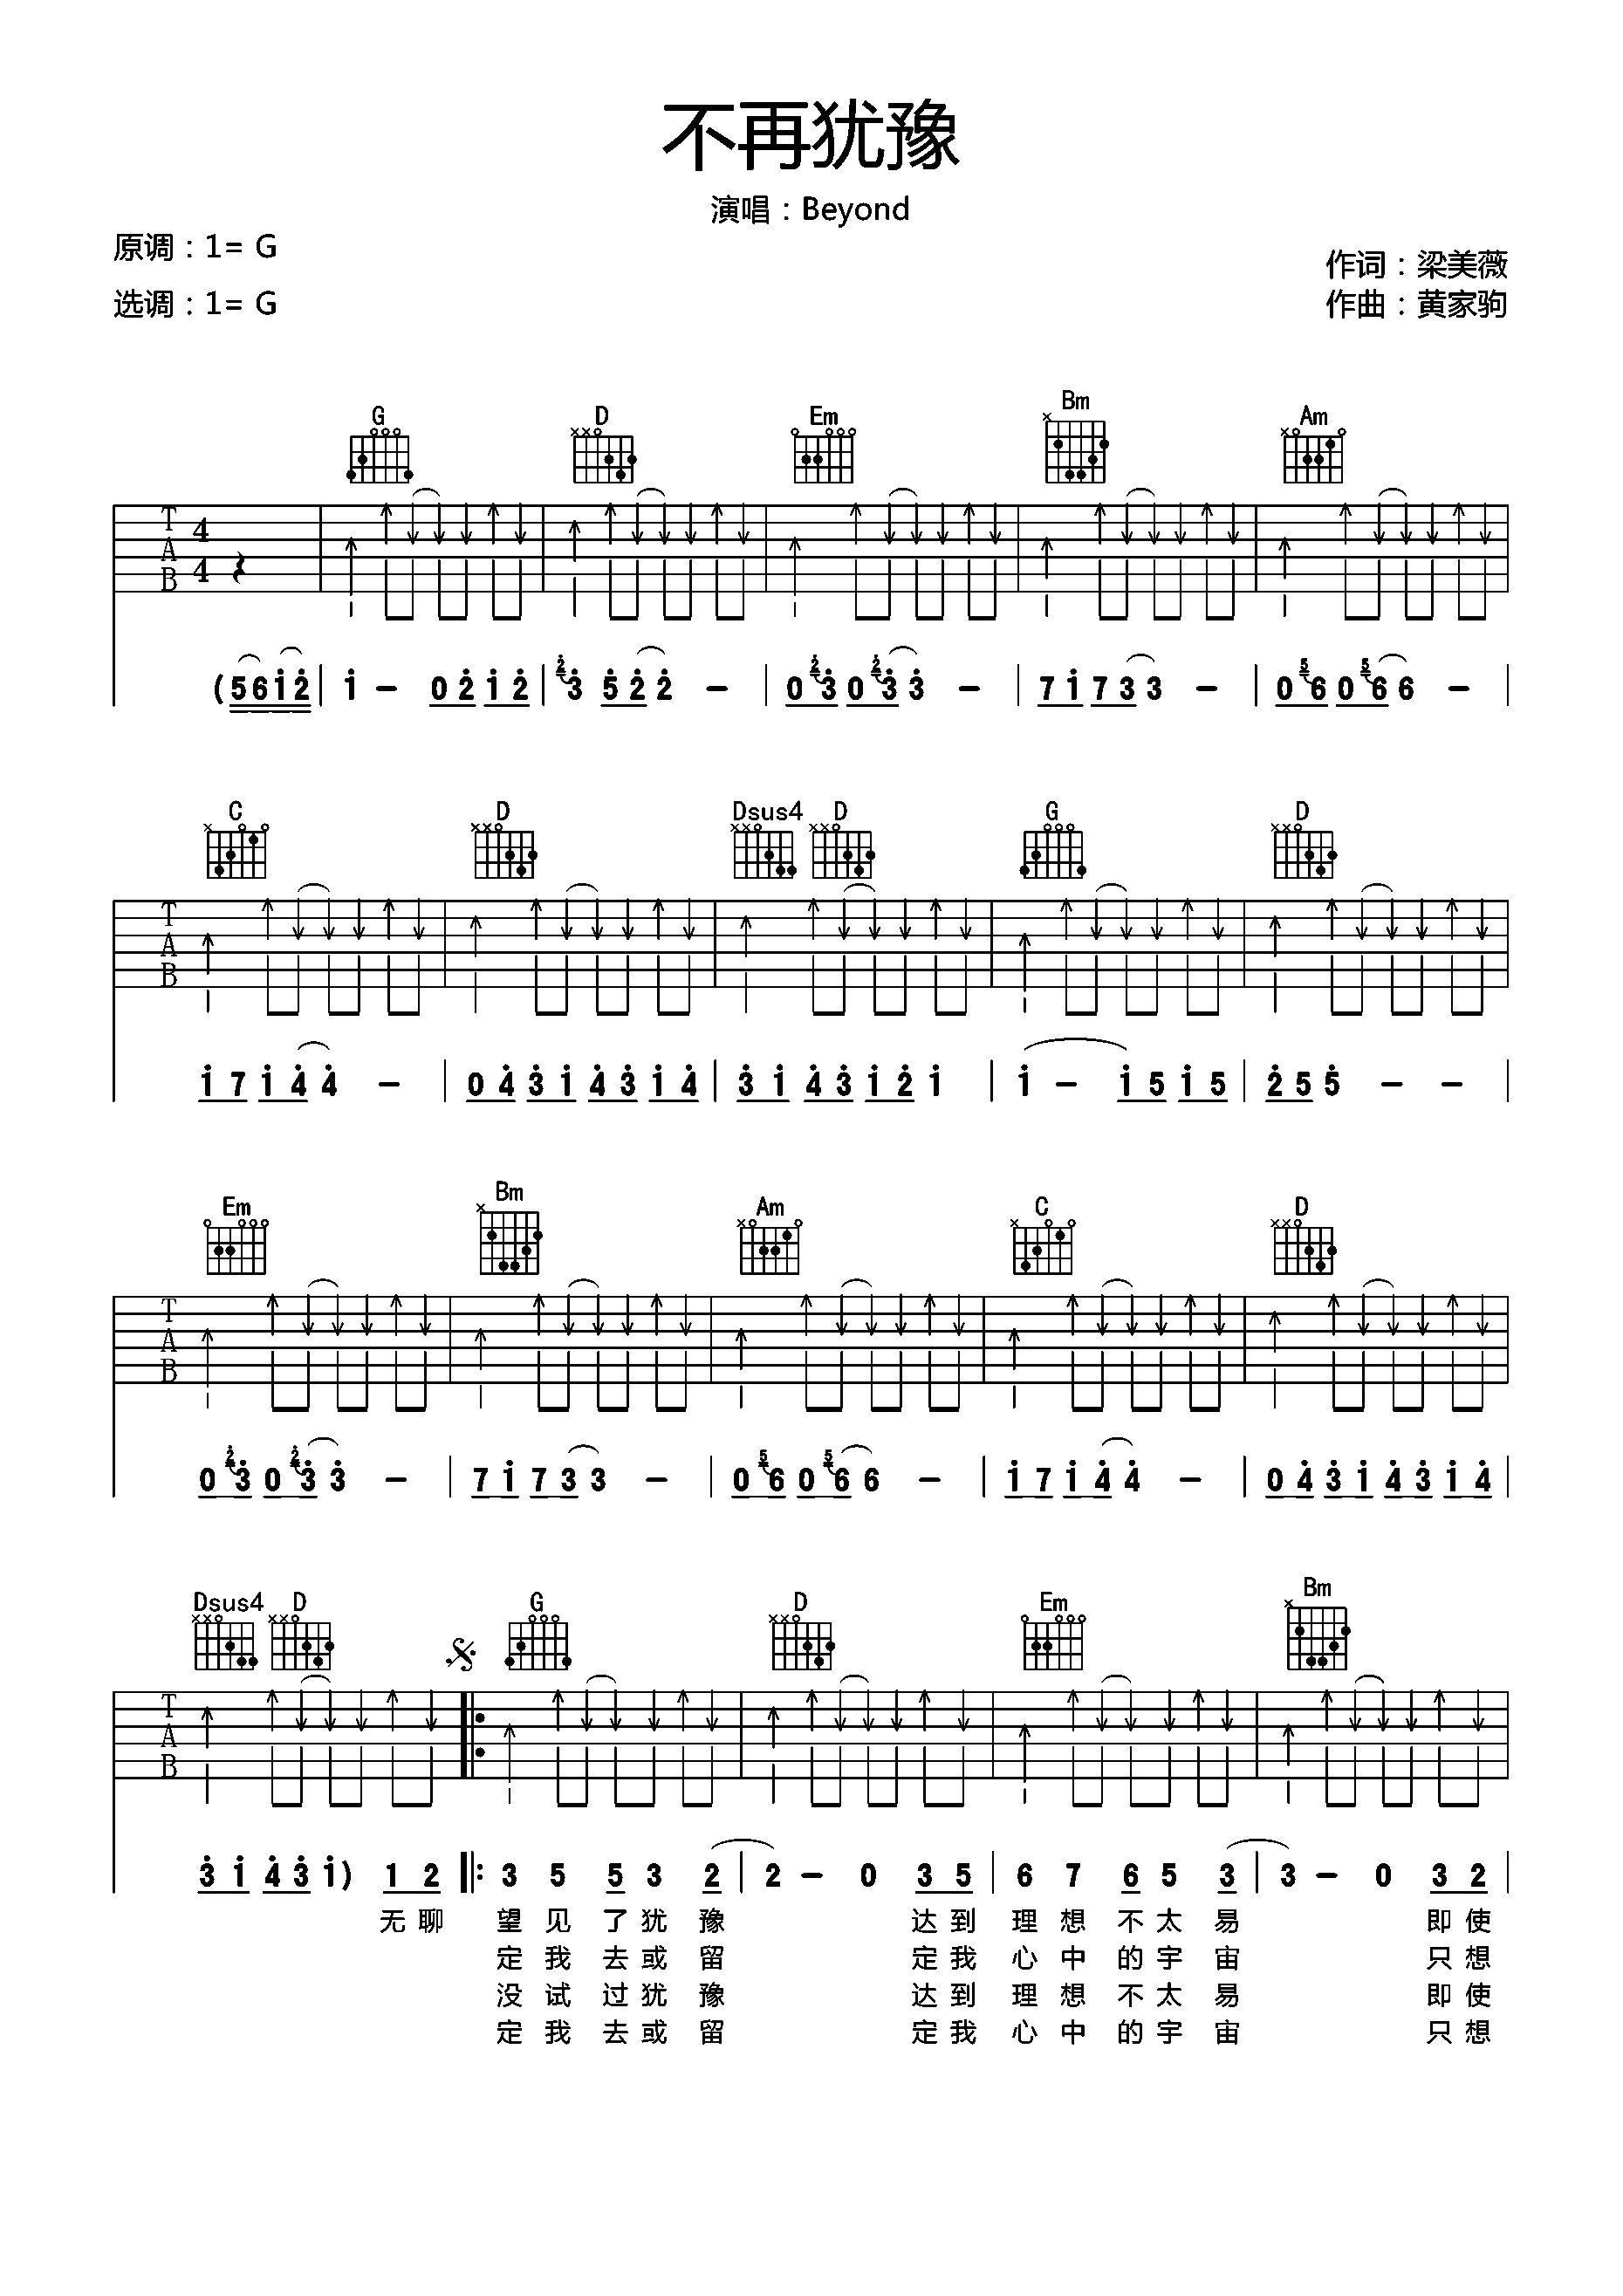 不再犹豫
演唱：Beyond
原调：1= G
作词：梁美薇
选调：1= G
作曲：黄家驹
G D Em Bm Am
T A B 4 4
( 5 6 1 2 | 1 - 0 2 1 2 | 2 3 5 2 2 - | 0 2 3 0 2 3 3 - | 7 1 7 3 3 - | 0 5 6 0 5 6 6 - |
C D Dsus4 D G D
T A B
1 7 1 4 4 - | 0 4 3 1 4 3 1 4 | 3 1 4 3 1 2 1 | 1 - 1 5 1 5 | 2 5 5 - - |
Em Bm Am C D
T A B
0 2 3 0 2 3 3 - | 7 1 7 3 3 - | 0 5 6 0 5 6 6 - | 1 7 1 4 4 - | 0 4 3 1 4 3 1 4 |
Dsus4 D G D Em Bm
T A B
3 1 4 3 1 ) 1 2 ‖: 3 5 5 3 2 | 2 - 0 3 5 | 6 7 6 5 3 | 3 - 0 3 2 |
无聊 望见了犹豫 达到理想不太易 即使
定我去或留 定我心中的宇宙 只想
没试过犹豫 达到理想不太易 即使
定我去或留 定我心中的宇宙 只想